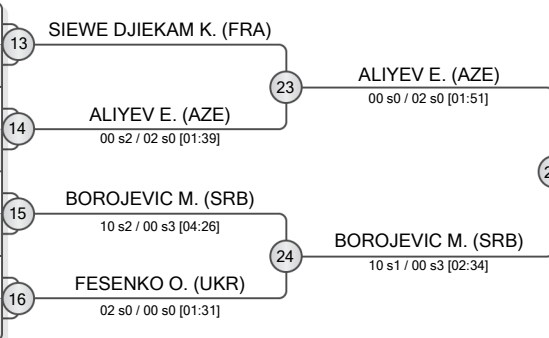 SIEWE DJIEKAM K. (FRA)
13
ALIYEV E. (AZE)
23
00 s0 / 02 s0 [01:51]
ALIYEV E. (AZE)
14
00 s2 / 02 s0 [01:39]
BOROJEVIC M. (SRB)
15
10 s2 / 00 s3 [04:26]
BOROJEVIC M. (SRB)
24
10 s1 / 00 s3 [02:34]
FESENKO O. (UKR)
16
02 s0 / 00 s0 [01:31]